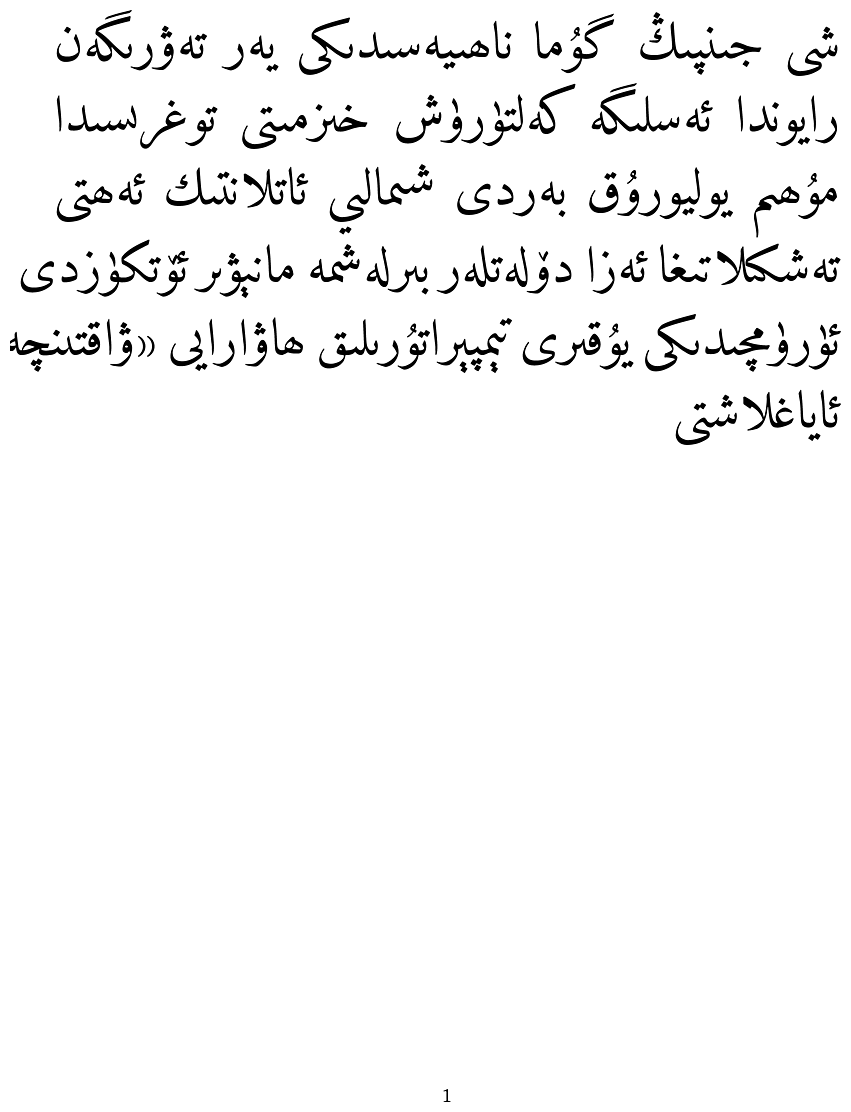 شى جىنپىڭ گۇما ناھىيەسىدىكى يەر تەۋرىگەن
رايوندا ئەسلىگە كەلتۈرۈش خىزمىتى توغرىسىدا
مۇھىم يوليورۇق بەردى شىمالىي ئاتلانتىك ئەھتى
تەشكىلاتىغا ئەزا دۆلەتلەر بىرلەشمە مانېۋىر ئۆتكۈزدى
ئۈرۈمچىدىكى يۇقىرى تېمپېراتۇرىلىق ھاۋارايى «ۋاقتىنچە
ئاياغلاشتى
1